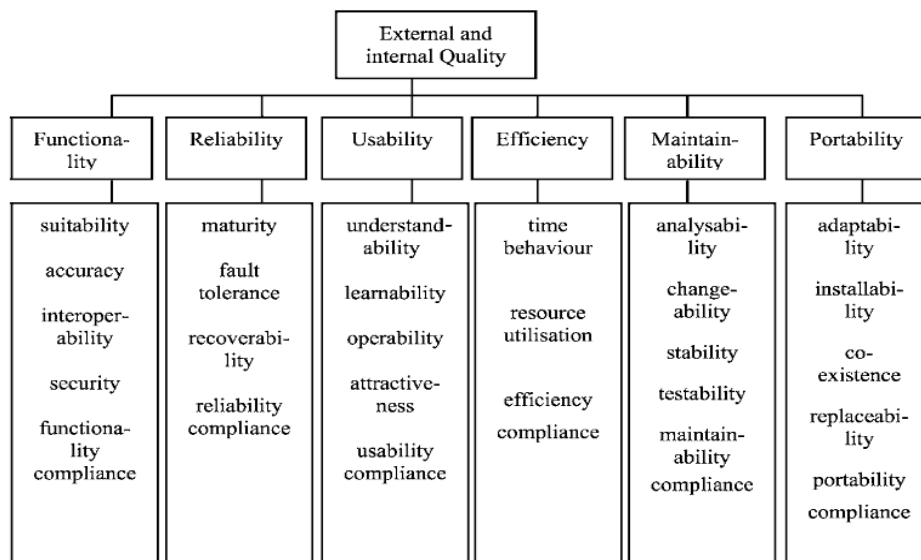 External and
internal Quality
Functiona-
lity
Reliability
Usability
Efficiency
Maintain-
ability
Portability
suitability
accuracy
interoper-
ability
security
functiona-
lity
compliance
maturity
fault
tolerance
recoverabi-
lity
reliability
compliance
understand-
ability
learnability
operability
attractive-
ness
usability
compliance
time
behaviour
resource
utilisation
efficiency
compliance
analysabi-
lity
change-
ability
stability
testability
maintain-
ability
compliance
adaptabi-
lity
installabi-
lity
co-
existence
replaceabi-
lity
portability
compliance